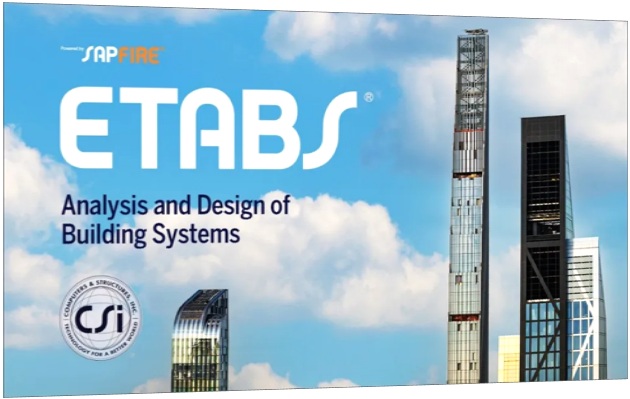 Powered by SAPFIRE
ETABS®
Analysis and Design of
Building Systems
COMPUTERS & STRUCTURES, INC.
CSi
TECHNOLOGY FOR A BETTER WORLD